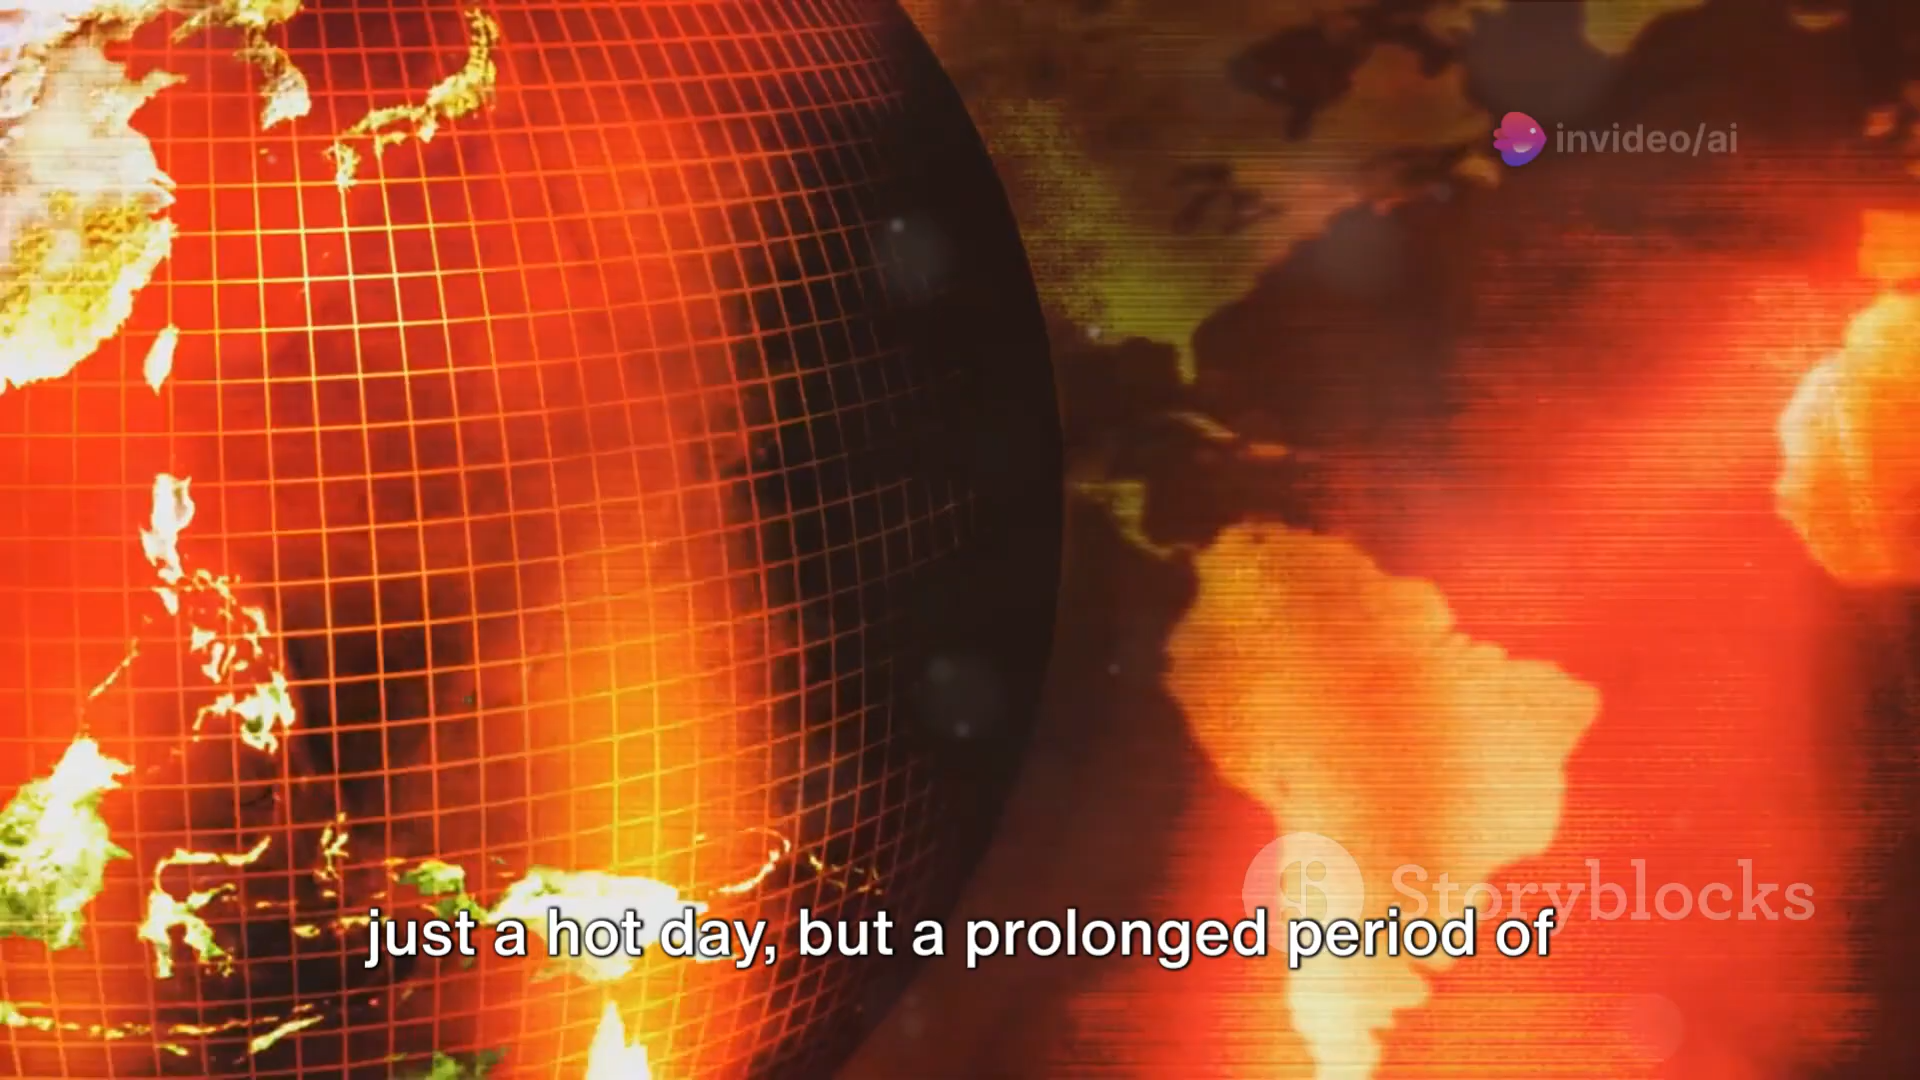 invideo/ai
Storyblocks
just a hot day, but a prolonged period of